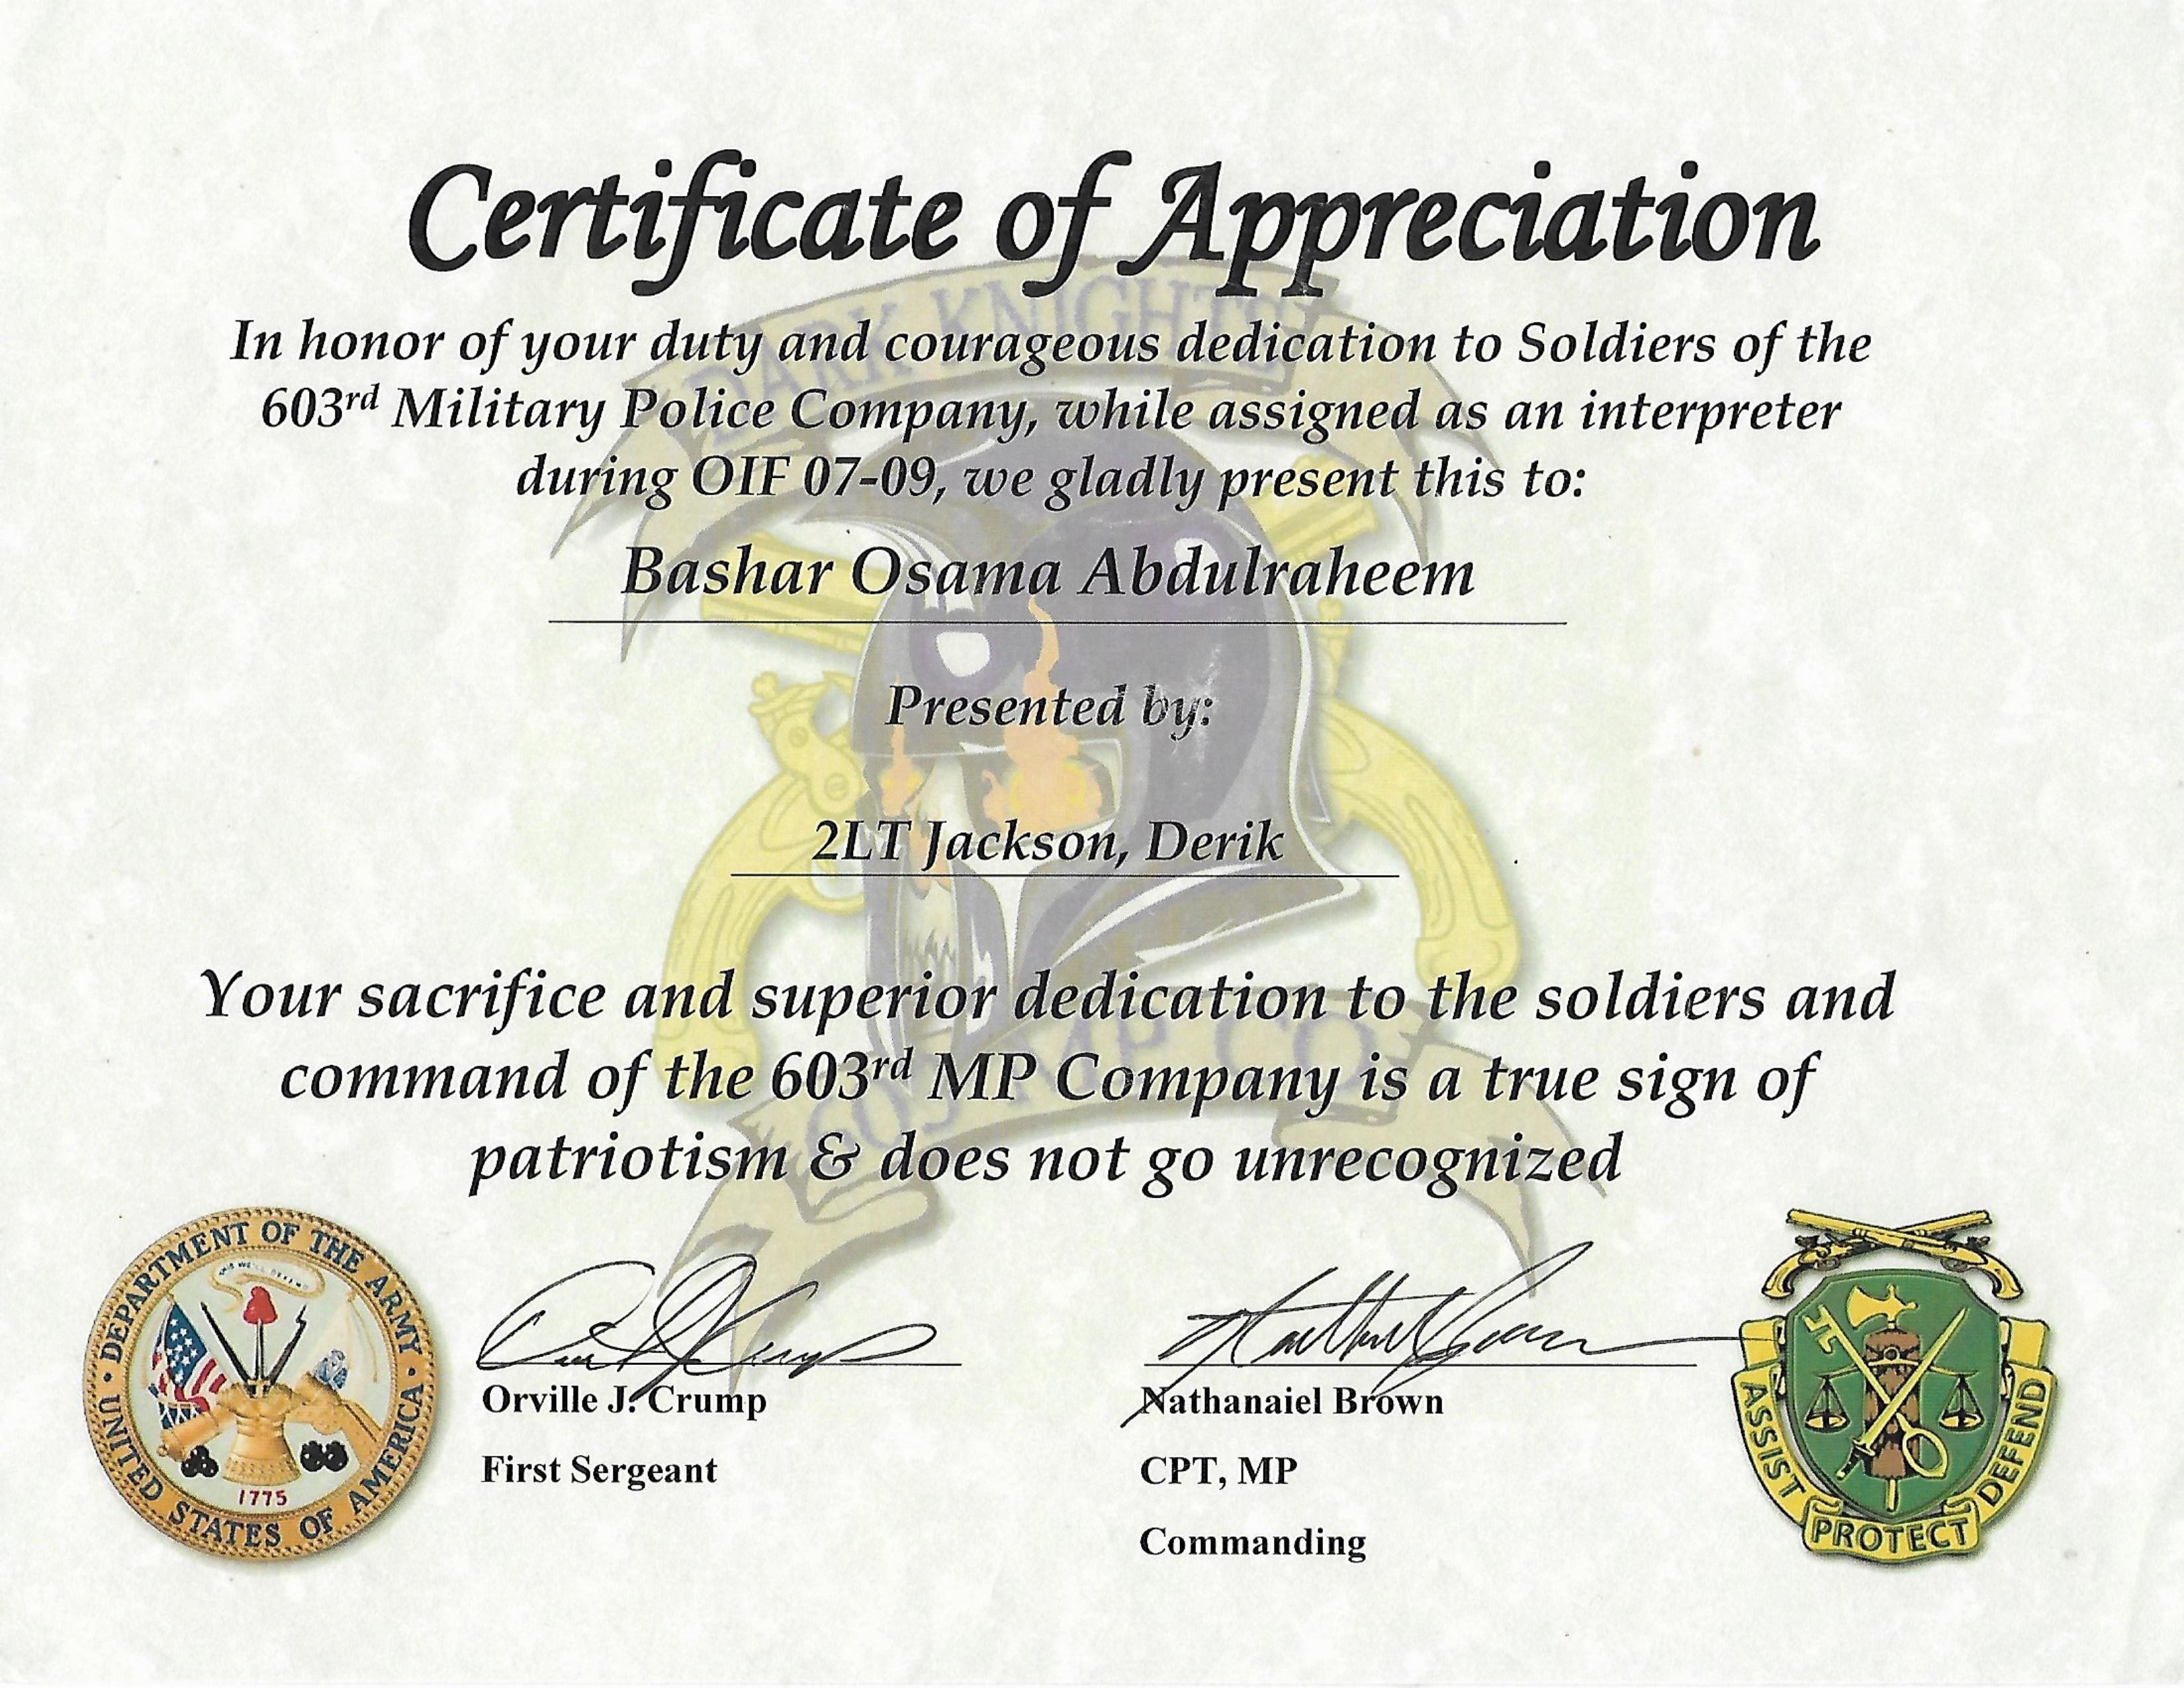 Certificate of Appreciation
DARK KNIGHTS
In honor of your duty and courageous dedication to Soldiers of the
603rd Military Police Company, while assigned as an interpreter
during OIF 07-09, we gladly present this to:
Bashar Osama Abdulraheem
Presented by:
2LT Jackson, Derik
Your sacrifice and superior dedication to the soldiers and
command of the 603rd MP Company is a true sign of
603 MP CO
patriotism & does not go unrecognized
DEPARTMENT OF THE ARMY
THIS WE'LL DEFEND
1775
UNITED STATES OF AMERICA
Orville J. Crump
First Sergeant
Nathanaiel Brown
CPT, MP
Commanding
ASSIST
PROTECT
DEFEND